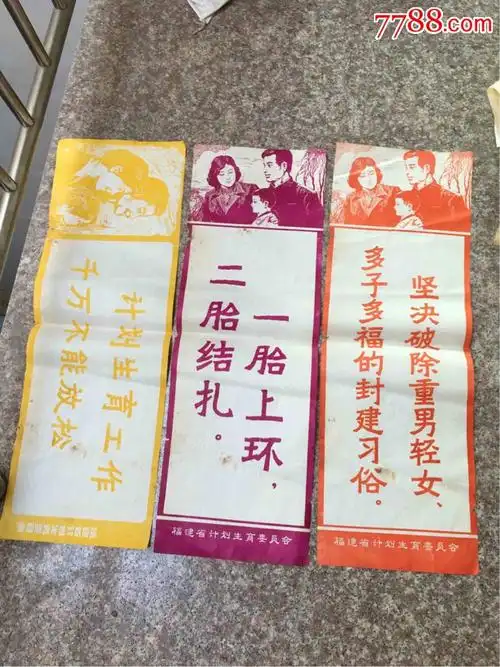 7788.com
计划生育工作
千万不能放松
一胎上环，
二胎结扎。
福建省计划生育委员会
坚决破除重男轻女、
多子多福的封建习俗。
福建省计划生育委员会